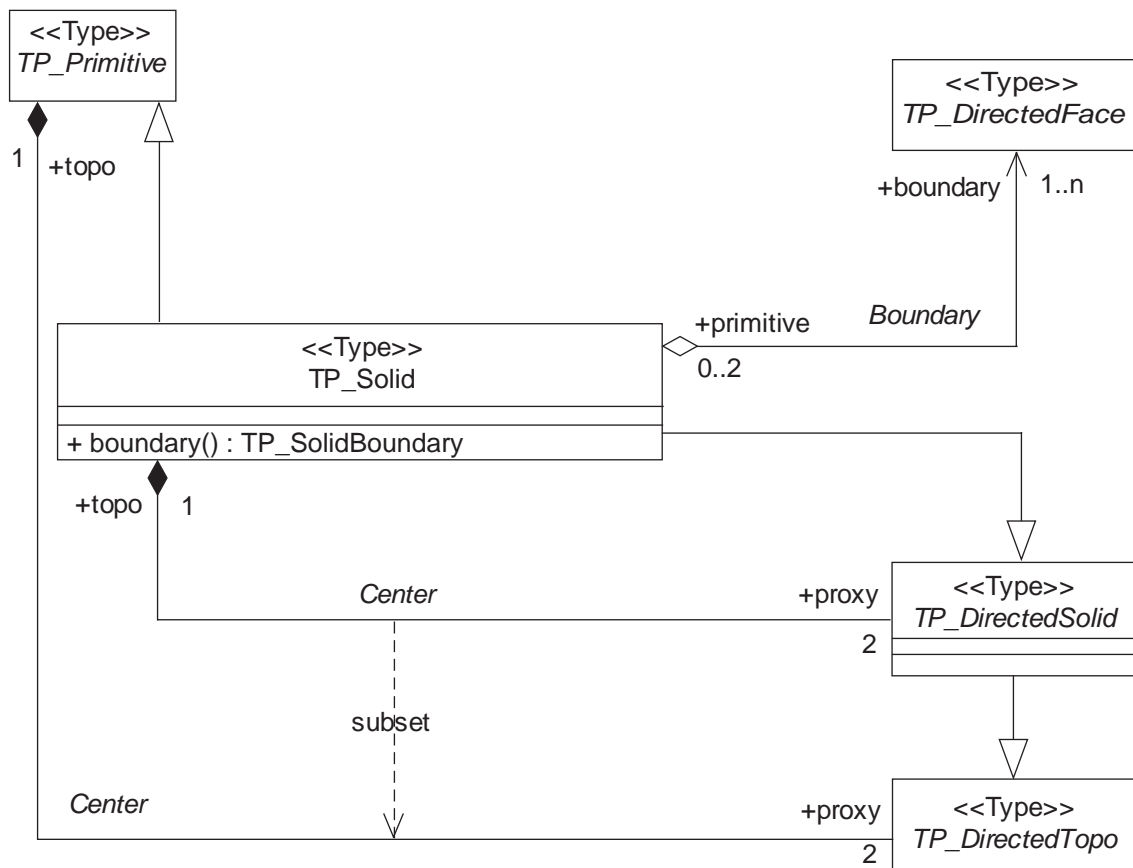 <<Type>>
TP_Primitive
1
+topo
<<Type>>
TP_DirectedFace
+boundary
1..n
+primitive
Boundary
0..2
<<Type>>
TP_Solid
+ boundary() : TP_SolidBoundary
+topo
1
Center
+proxy
2
<<Type>>
TP_DirectedSolid
subset
Center
+proxy
2
<<Type>>
TP_DirectedTopo